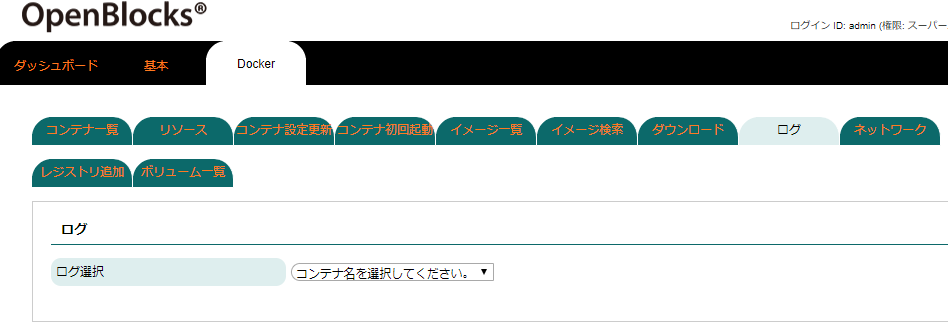 OpenBlocks®
ログイン ID: admin (権限: スーパー
ダッシュボード 基本 Docker
コンテナ一覧 リソース コンテナ設定更新 コンテナ初回起動 イメージ一覧 イメージ検索 ダウンロード ログ ネットワーク
レジストリ追加 ボリューム一覧
ログ
ログ選択 コンテナ名を選択してください。